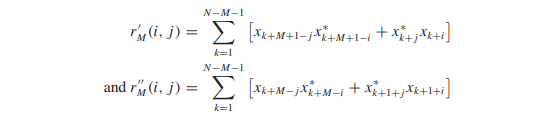 r′_M(i, j) = \sum_{k=1}^{N−M−1} [x_{k+M+1−j}x^*_{k+M+1−i} + x^*_{k+j}x_{k+i}]
and r″_M(i, j) = \sum_{k=1}^{N−M−1} [x_{k+M−j}x^*_{k+M−i} + x^*_{k+1+j}x_{k+1+i}]